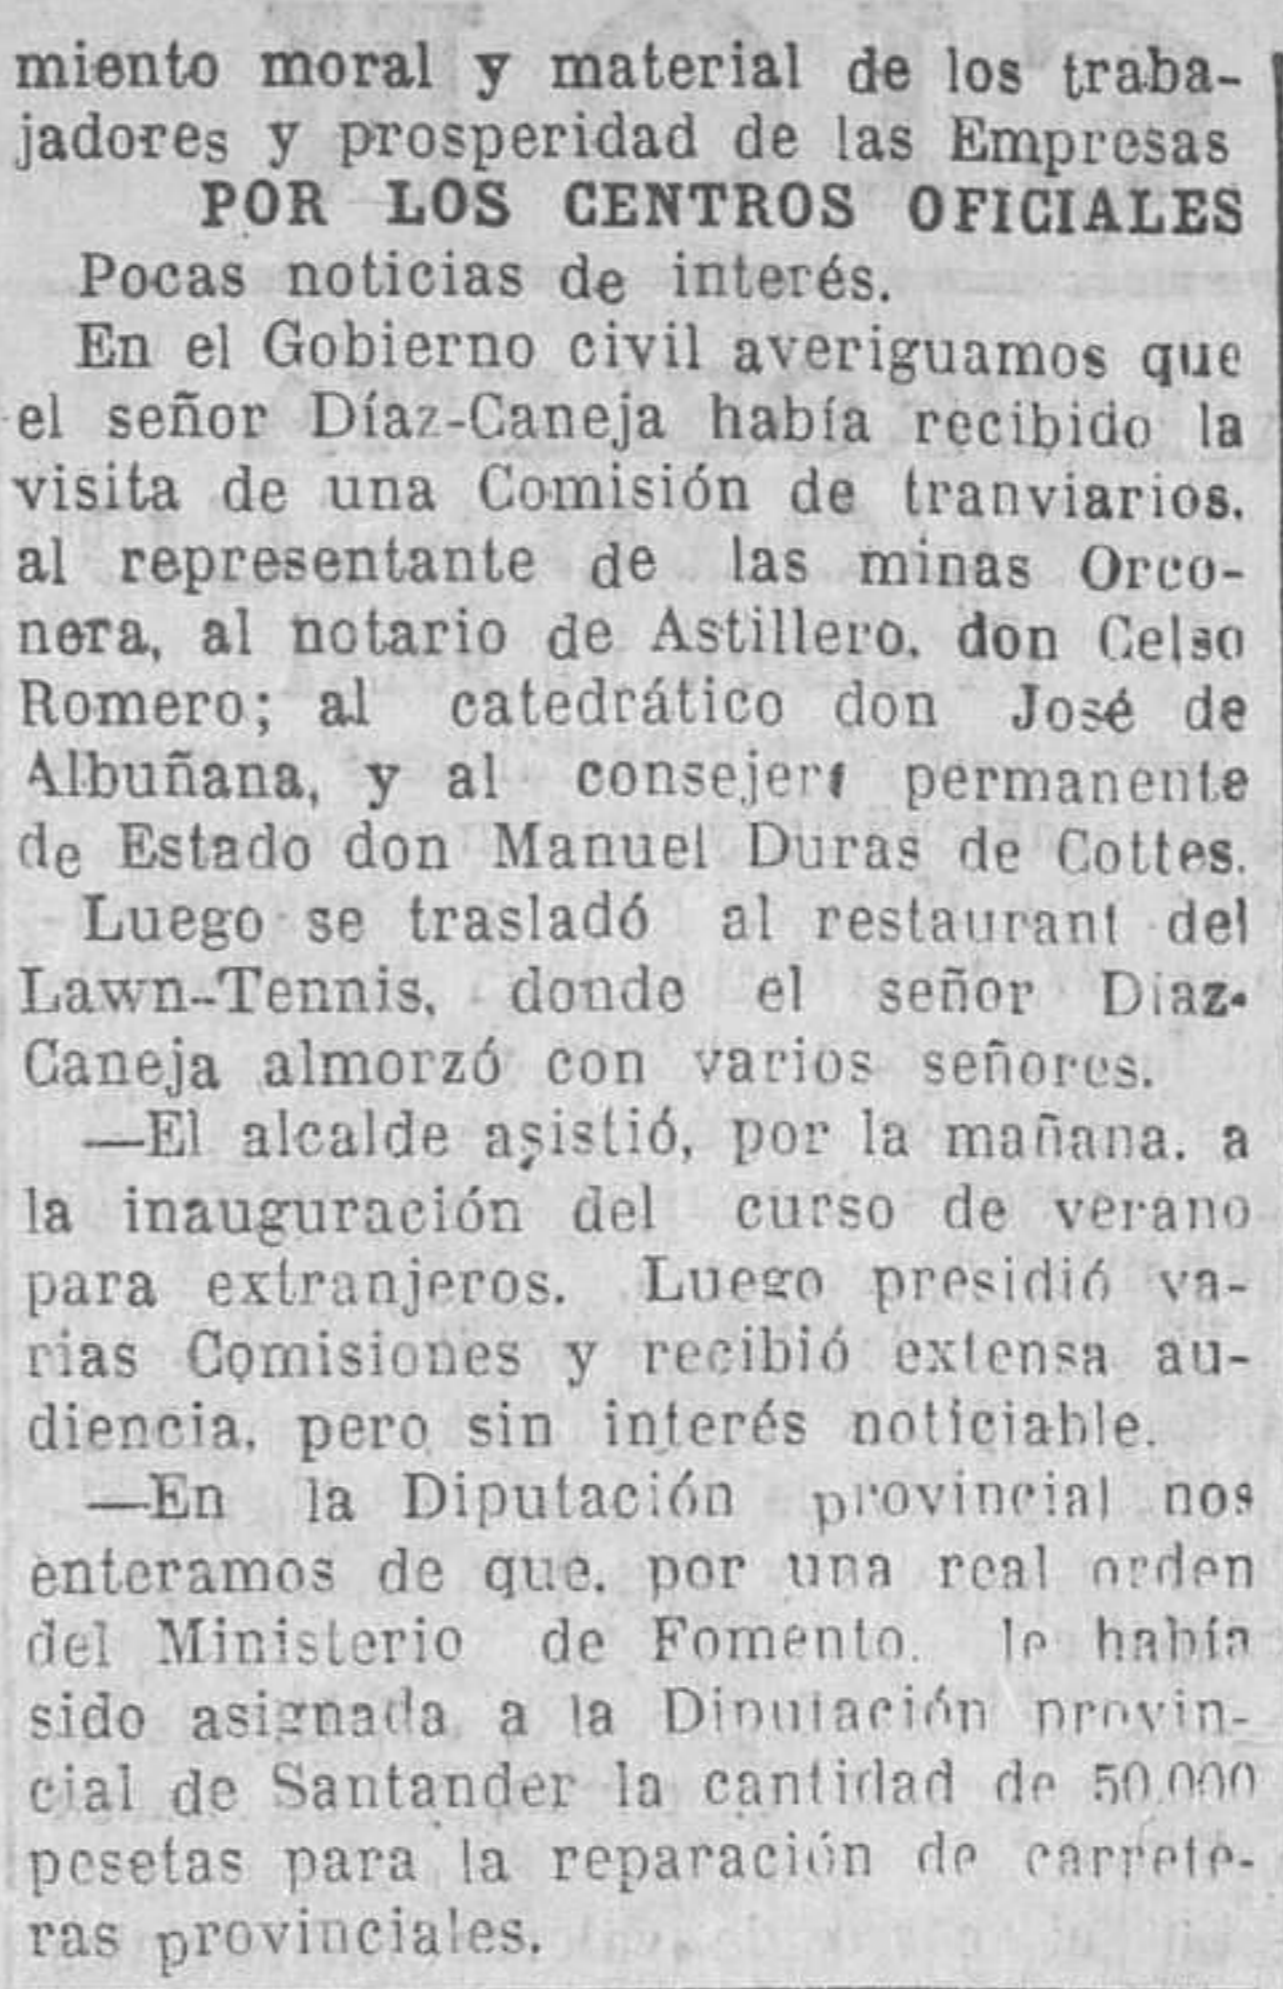 miento moral y material de los traba-
jadores y prosperidad de las Empresas
POR LOS CENTROS OFICIALES
Pocas noticias de interés.
En el Gobierno civil averiguamos que
el señor Díaz-Caneja había recibido la
visita de una Comisión de tranviarios,
al representante de las minas Orco-
nera, al notario de Astillero, don Celso
Romero; al catedrático don José de
Albuñana, y al consejero permanente
de Estado don Manuel Duras de Cottes.
Luego se trasladó al restaurant del
Lawn-Tennis, donde el señor Diaz-
Caneja almorzó con varios señores.
—El alcalde asistió, por la mañana, a
la inauguración del curso de verano
para extranjeros. Luego presidió va-
rias Comisiones y recibió extensa au-
diencia, pero sin interés noticiable.
—En la Diputación provincial nos
enteramos de que, por una real orden
del Ministerio de Fomento, le había
sido asignada a la Diputación provin-
cial de Santander la cantidad de 50.000
pesetas para la reparación de carrete-
ras provinciales.